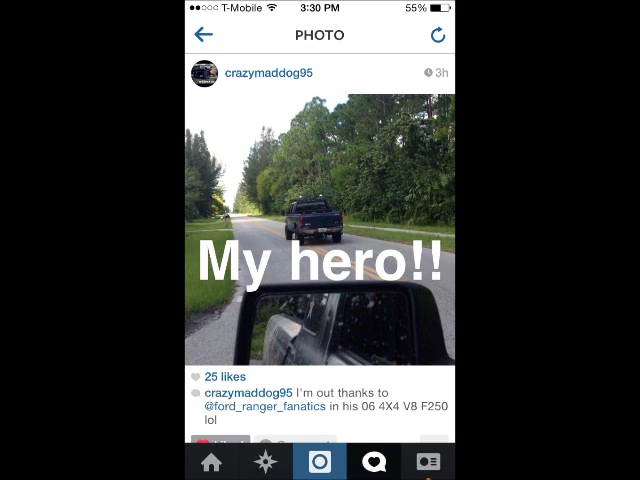 T-Mobile 3:30 PM 55%
PHOTO
crazymaddog95 3h
My hero!!
25 likes
crazymaddog95 I'm out thanks to
@ford_ranger_fanatics in his 06 4X4 V8 F250
lol
Liked